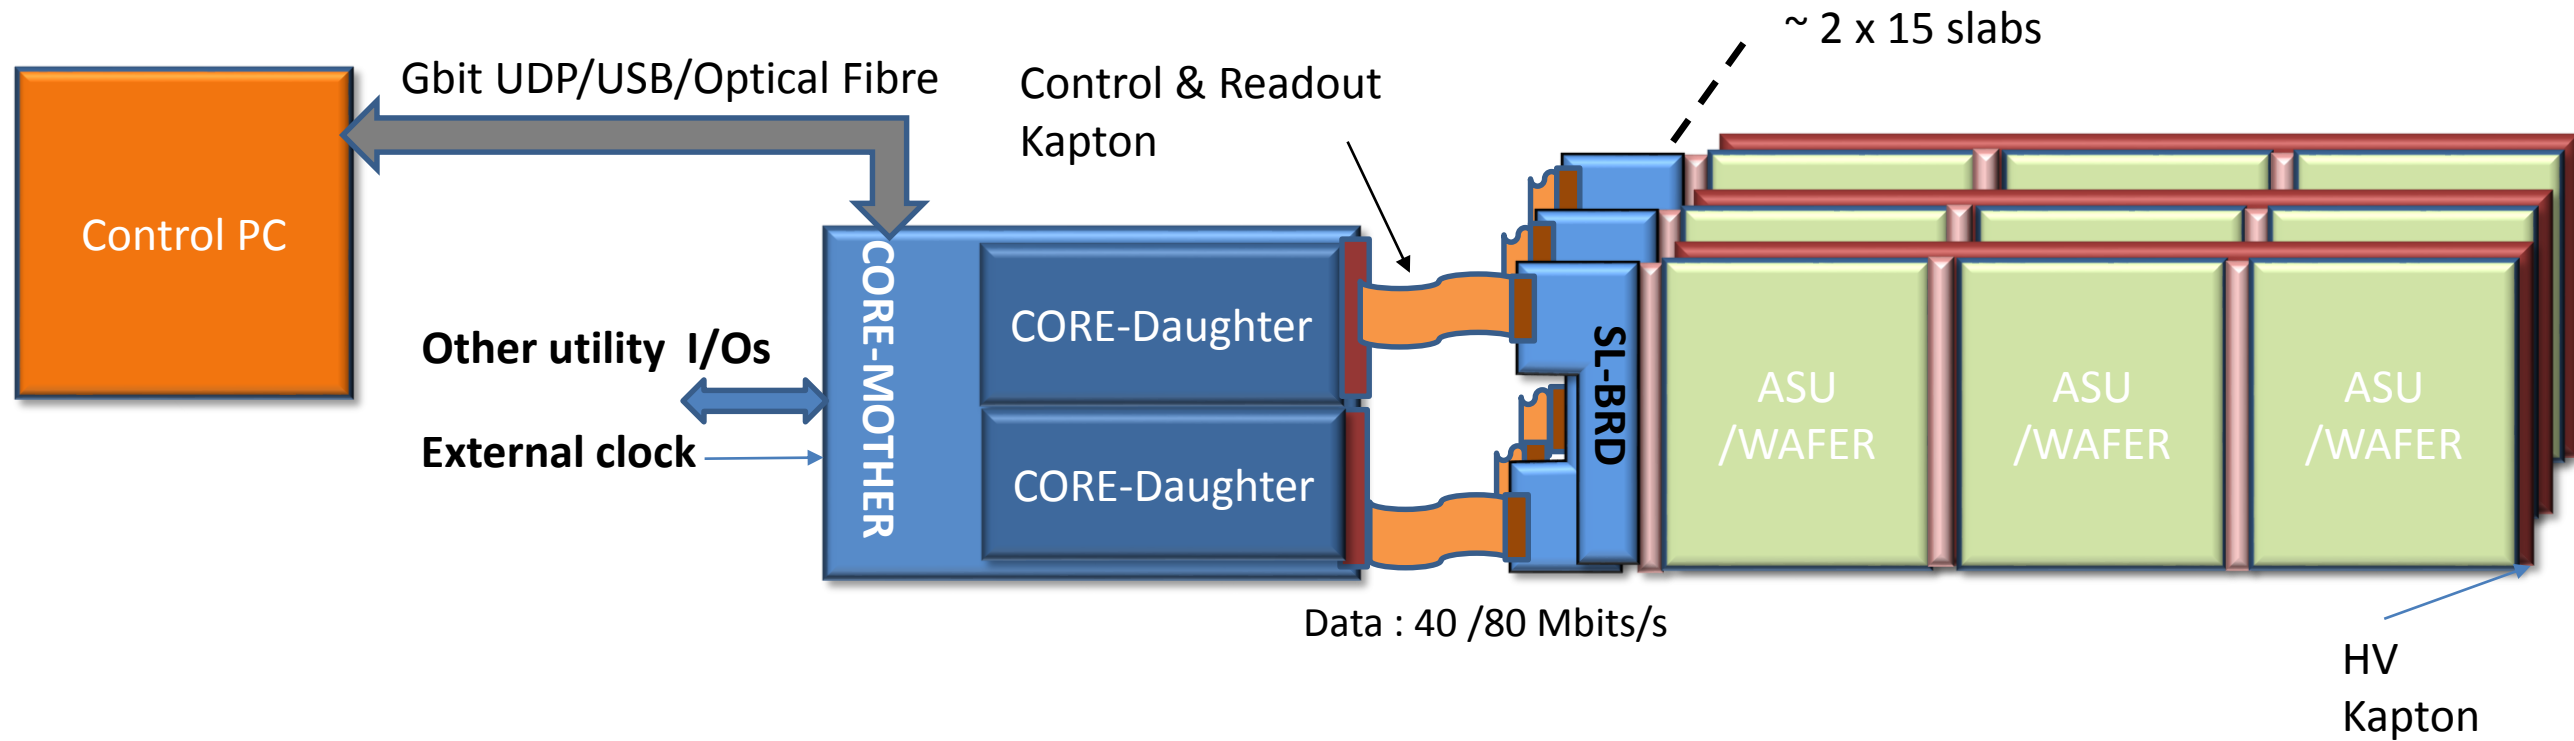 ~ 2 x 15 slabs
Gbit UDP/USB/Optical Fibre
Control & Readout
Kapton
Control PC
CORE-MOTHER
CORE-Daughter
CORE-Daughter
Other utility I/Os
External clock
SL-BRD
ASU
/WAFER
ASU
/WAFER
ASU
/WAFER
Data : 40 /80 Mbits/s
HV
Kapton